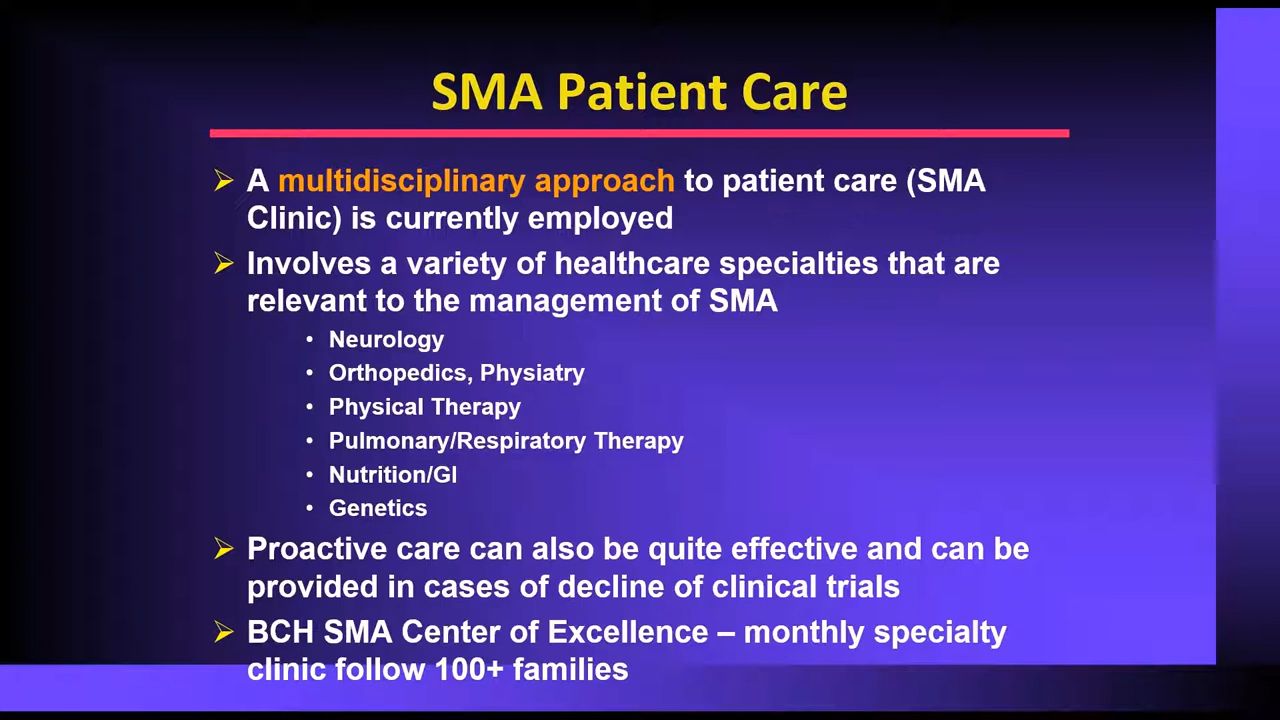 SMA Patient Care
➢ A multidisciplinary approach to patient care (SMA
Clinic) is currently employed
➢ Involves a variety of healthcare specialties that are
relevant to the management of SMA
• Neurology
• Orthopedics, Physiatry
• Physical Therapy
• Pulmonary/Respiratory Therapy
• Nutrition/GI
• Genetics
➢ Proactive care can also be quite effective and can be
provided in cases of decline of clinical trials
➢ BCH SMA Center of Excellence – monthly specialty
clinic follow 100+ families